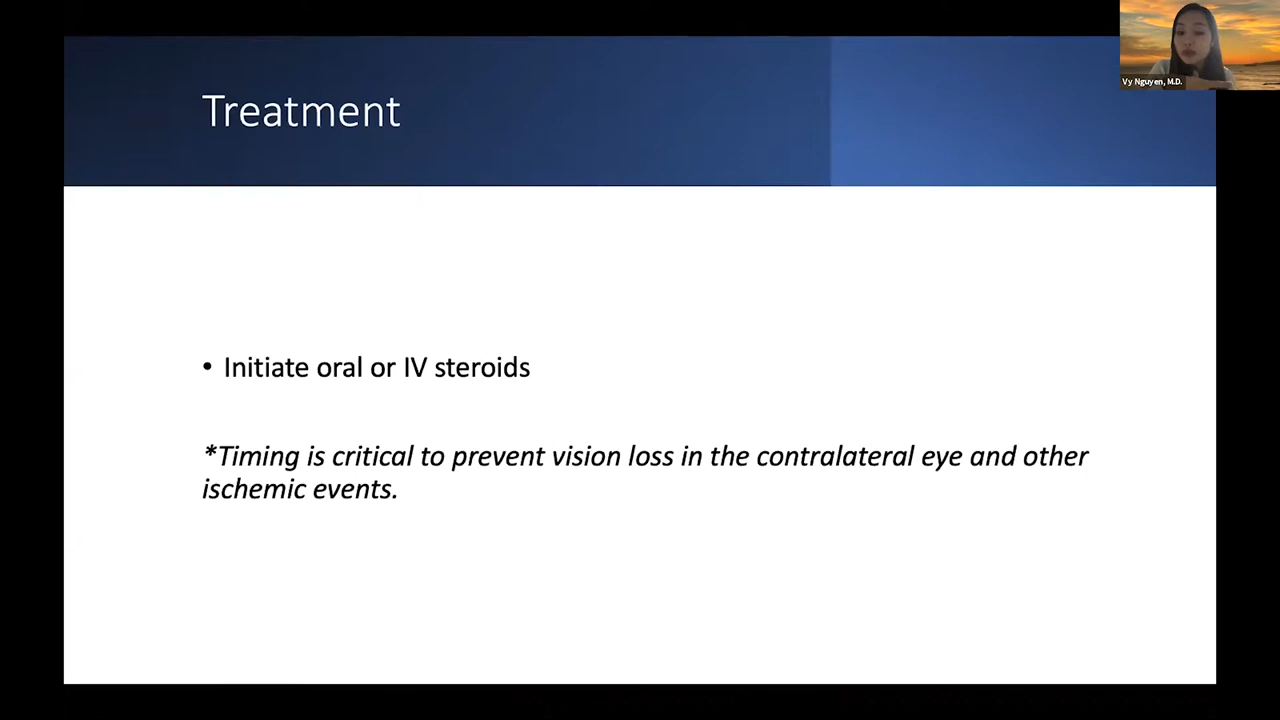 Vy Nguyen, M.D.
Treatment
• Initiate oral or IV steroids
*Timing is critical to prevent vision loss in the contralateral eye and other
ischemic events.